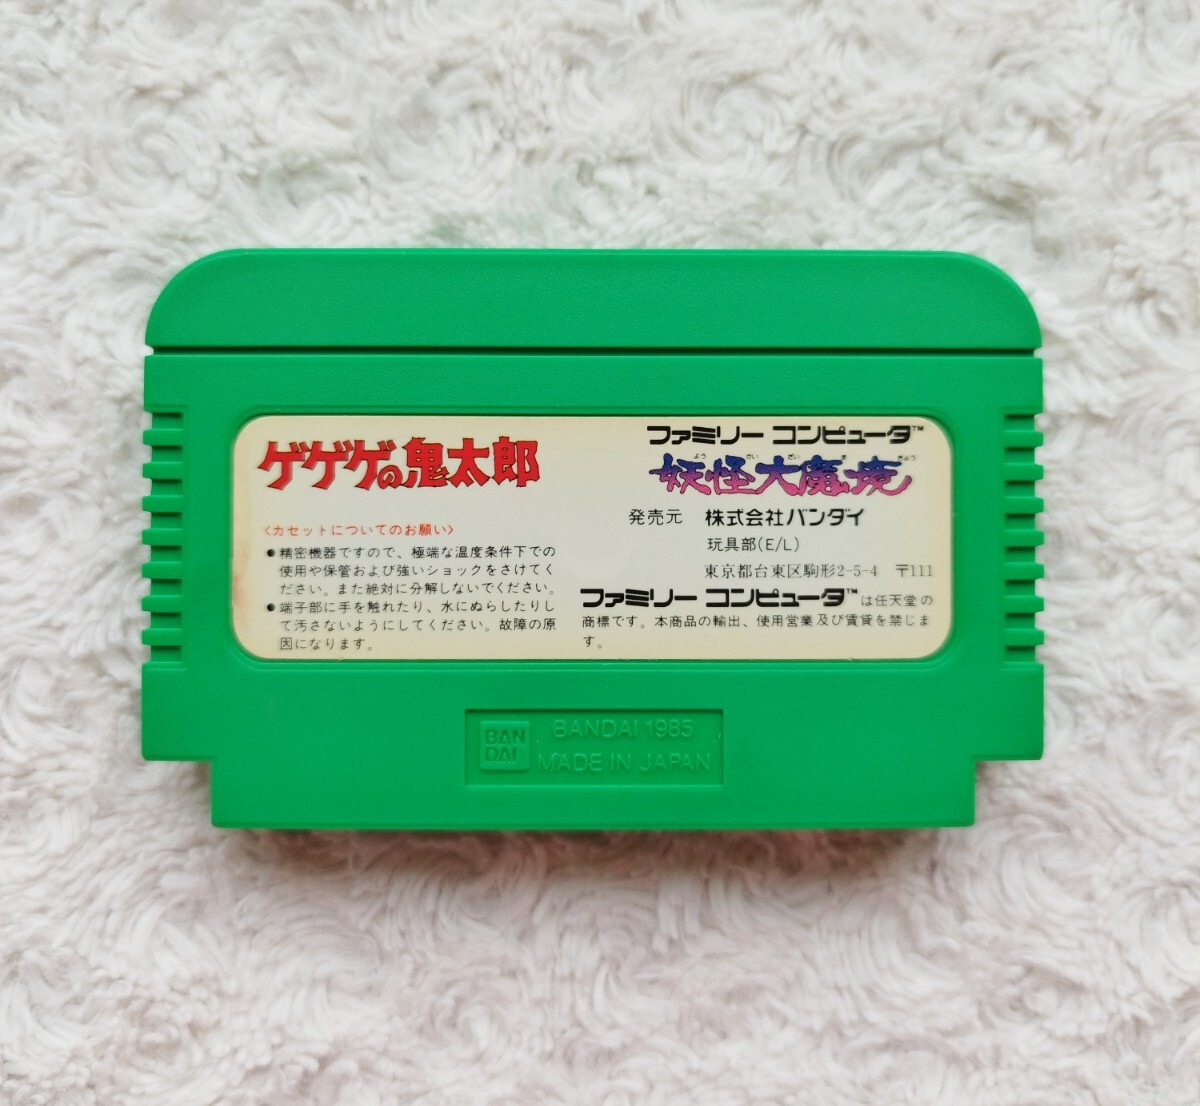 ゲゲゲの鬼太郎
〈カセットについてのお願い〉
●精密機器ですので、極端な温度条件下での
使用や保管および強いショックをさけてく
ださい。また絶対に分解しないでください。
●端子部に手を触れたり、水にぬらしたりし
て汚さないようにしてください。故障の原
因になります。
ファミリー コンピュータ™
よう かい だい ま きょう
妖怪大魔境
発売元 株式会社バンダイ
玩具部(E/L)
東京都台東区駒形2-5-4 〒111
ファミリー コンピュータ™は任天堂の
商標です。本商品の輸出、使用営業及び賃貸を禁じま
す。
BAN
DAI
BANDAI 1985
MADE IN JAPAN